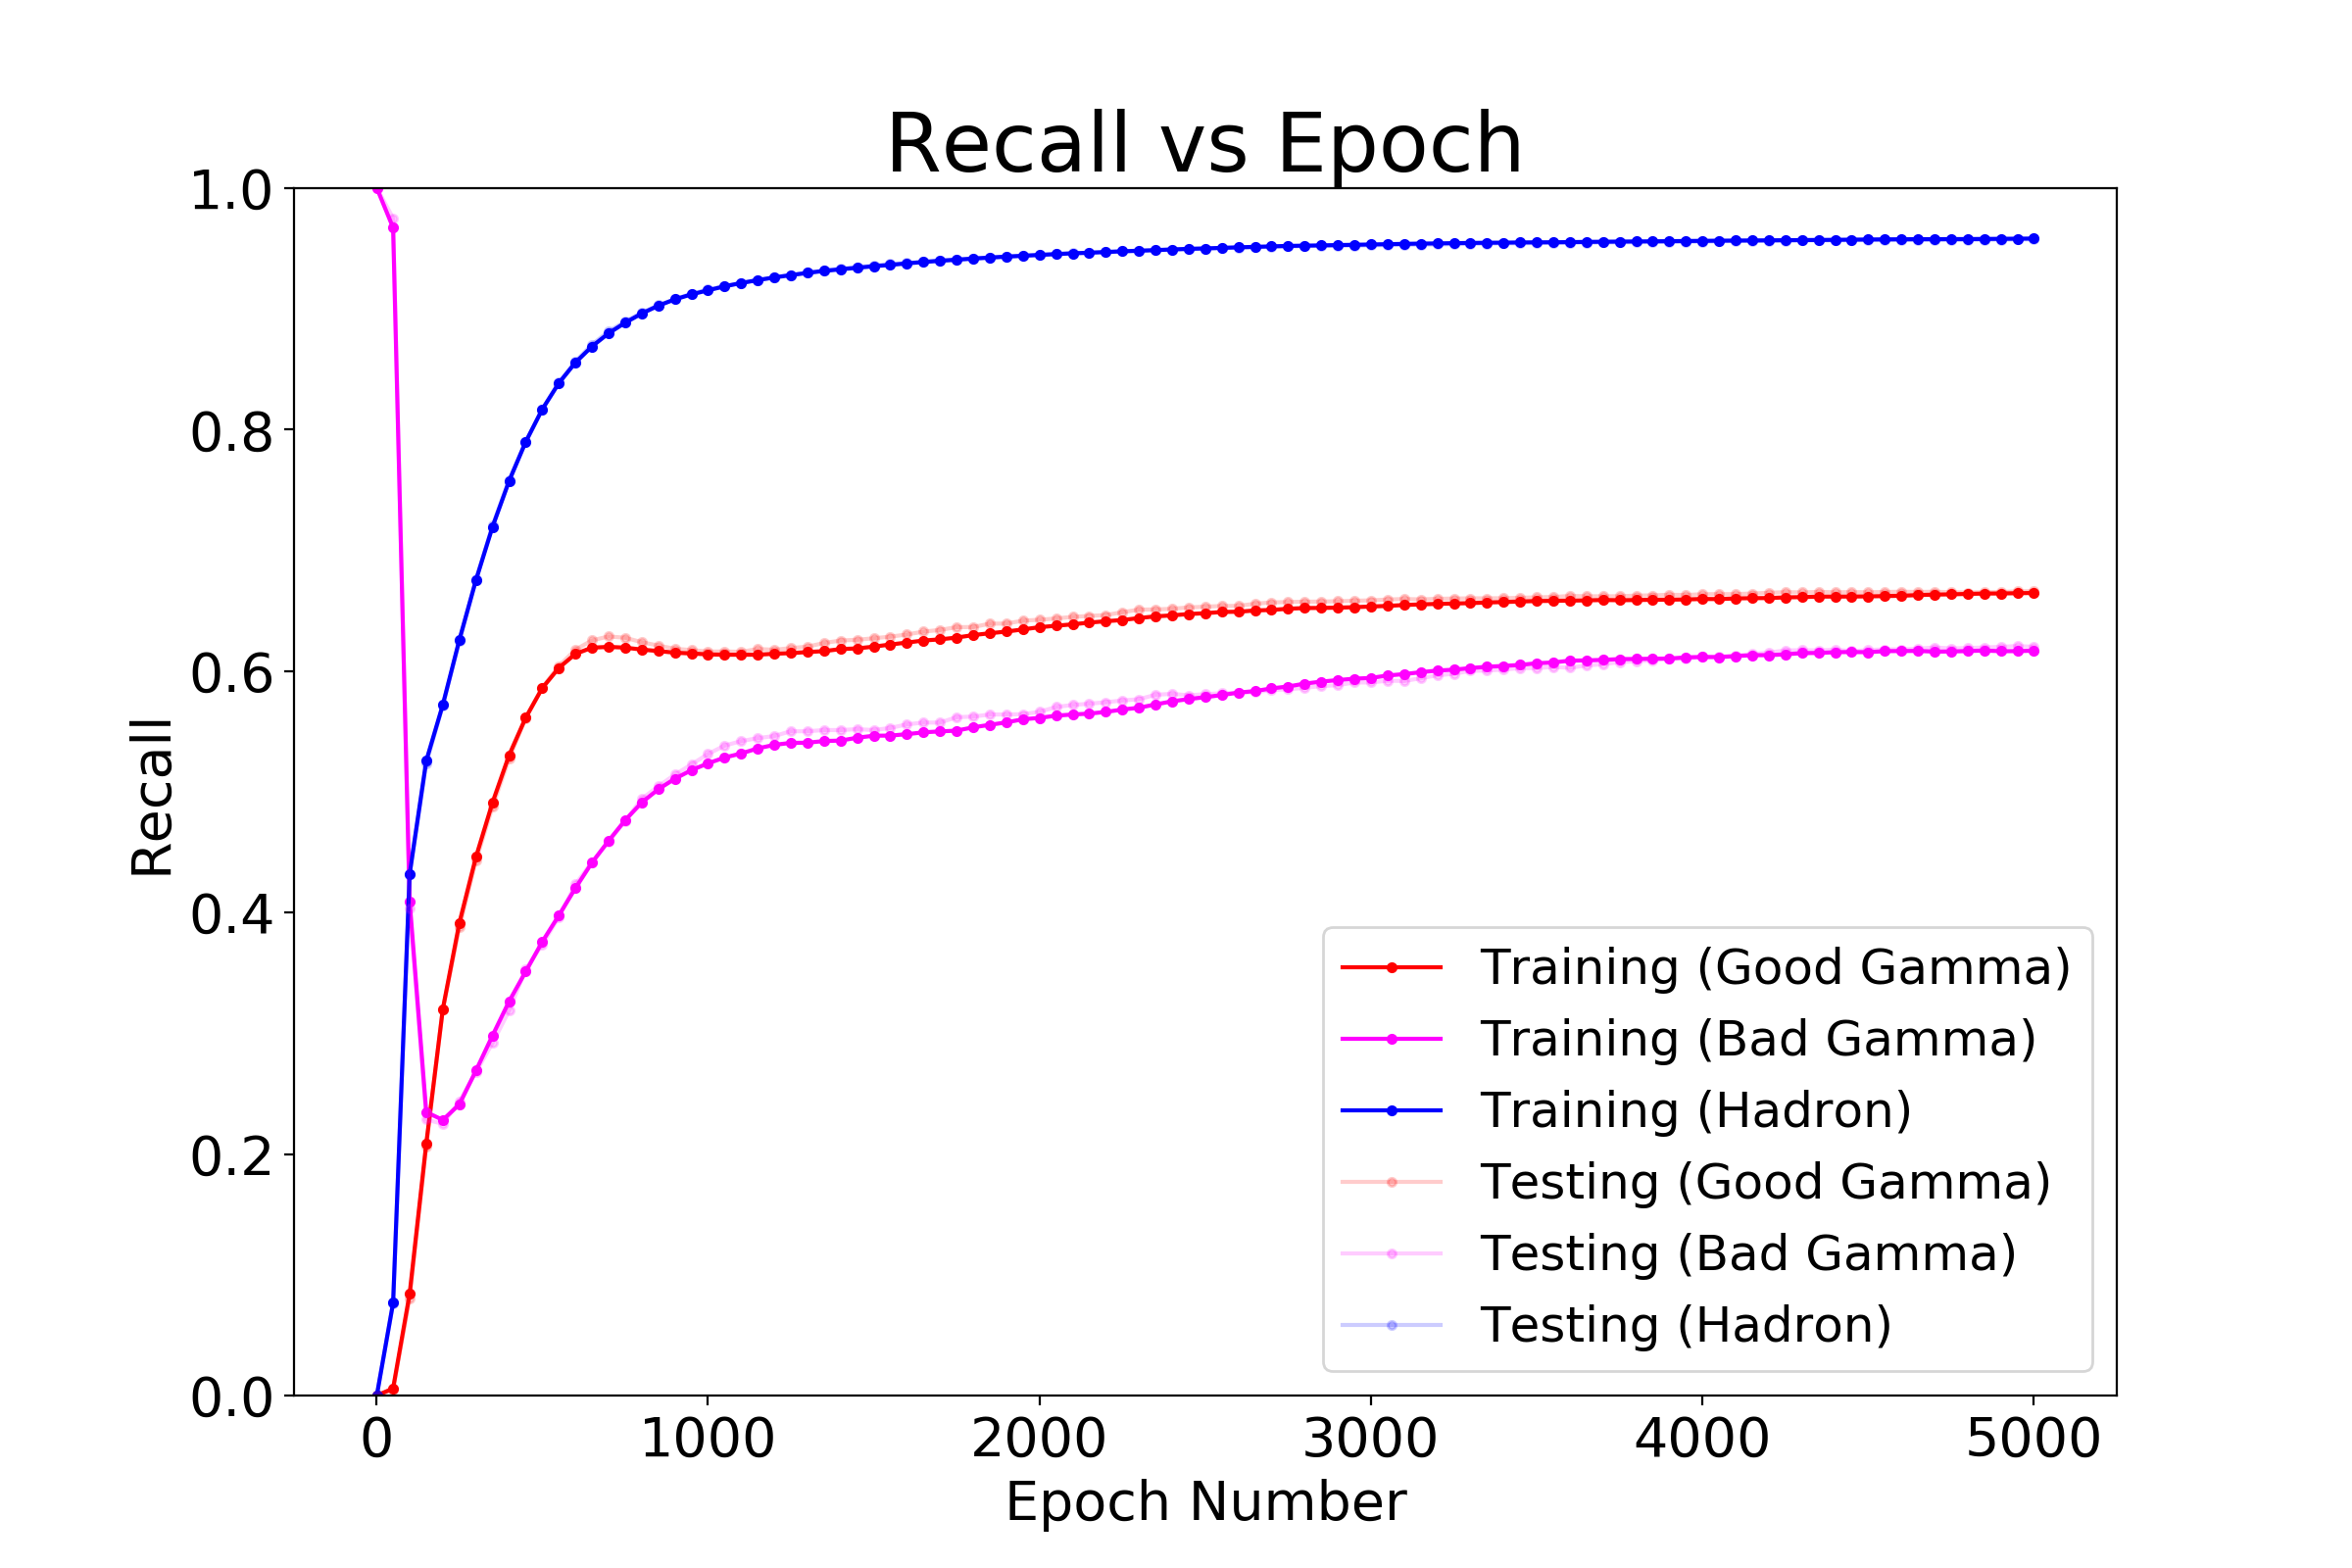 Recall vs Epoch
1.0
0.8
0.6
0.4
0.2
0.0
Recall
Training (Good Gamma)
Training (Bad Gamma)
Training (Hadron)
Testing (Good Gamma)
Testing (Bad Gamma)
Testing (Hadron)
0 1000 2000 3000 4000 5000
Epoch Number